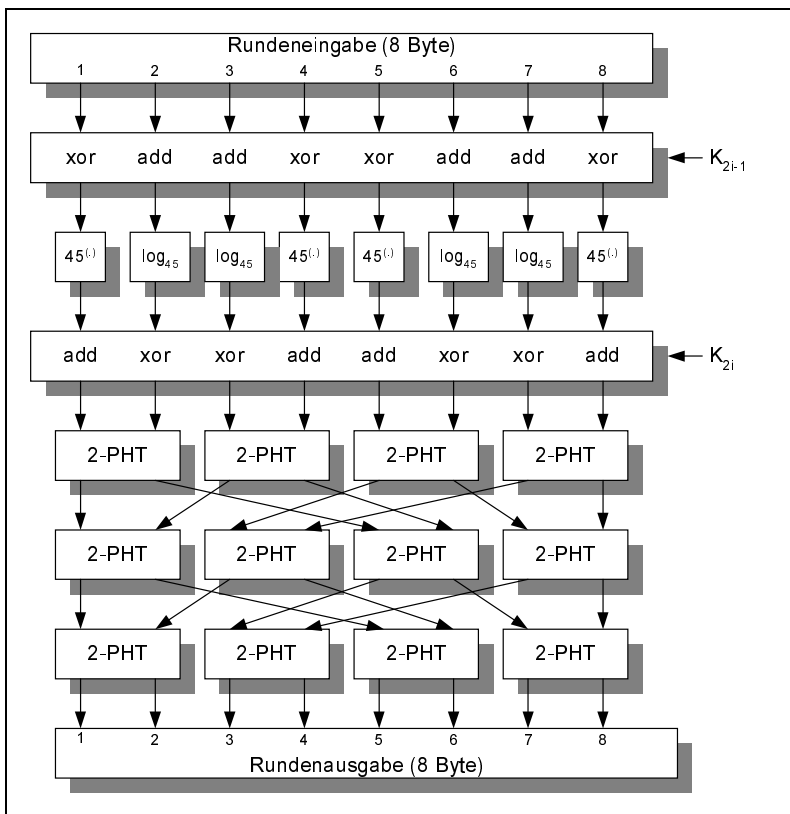 Rundeneingabe (8 Byte)
1 2 3 4 5 6 7 8
xor add add xor xor add add xor K2i-1
45(.) log45 log45 45(.) 45(.) log45 log45 45(.)
add xor xor add add xor xor add K2i
2-PHT 2-PHT 2-PHT 2-PHT
2-PHT 2-PHT 2-PHT 2-PHT
2-PHT 2-PHT 2-PHT 2-PHT
1 2 3 4 5 6 7 8
Rundenausgabe (8 Byte)